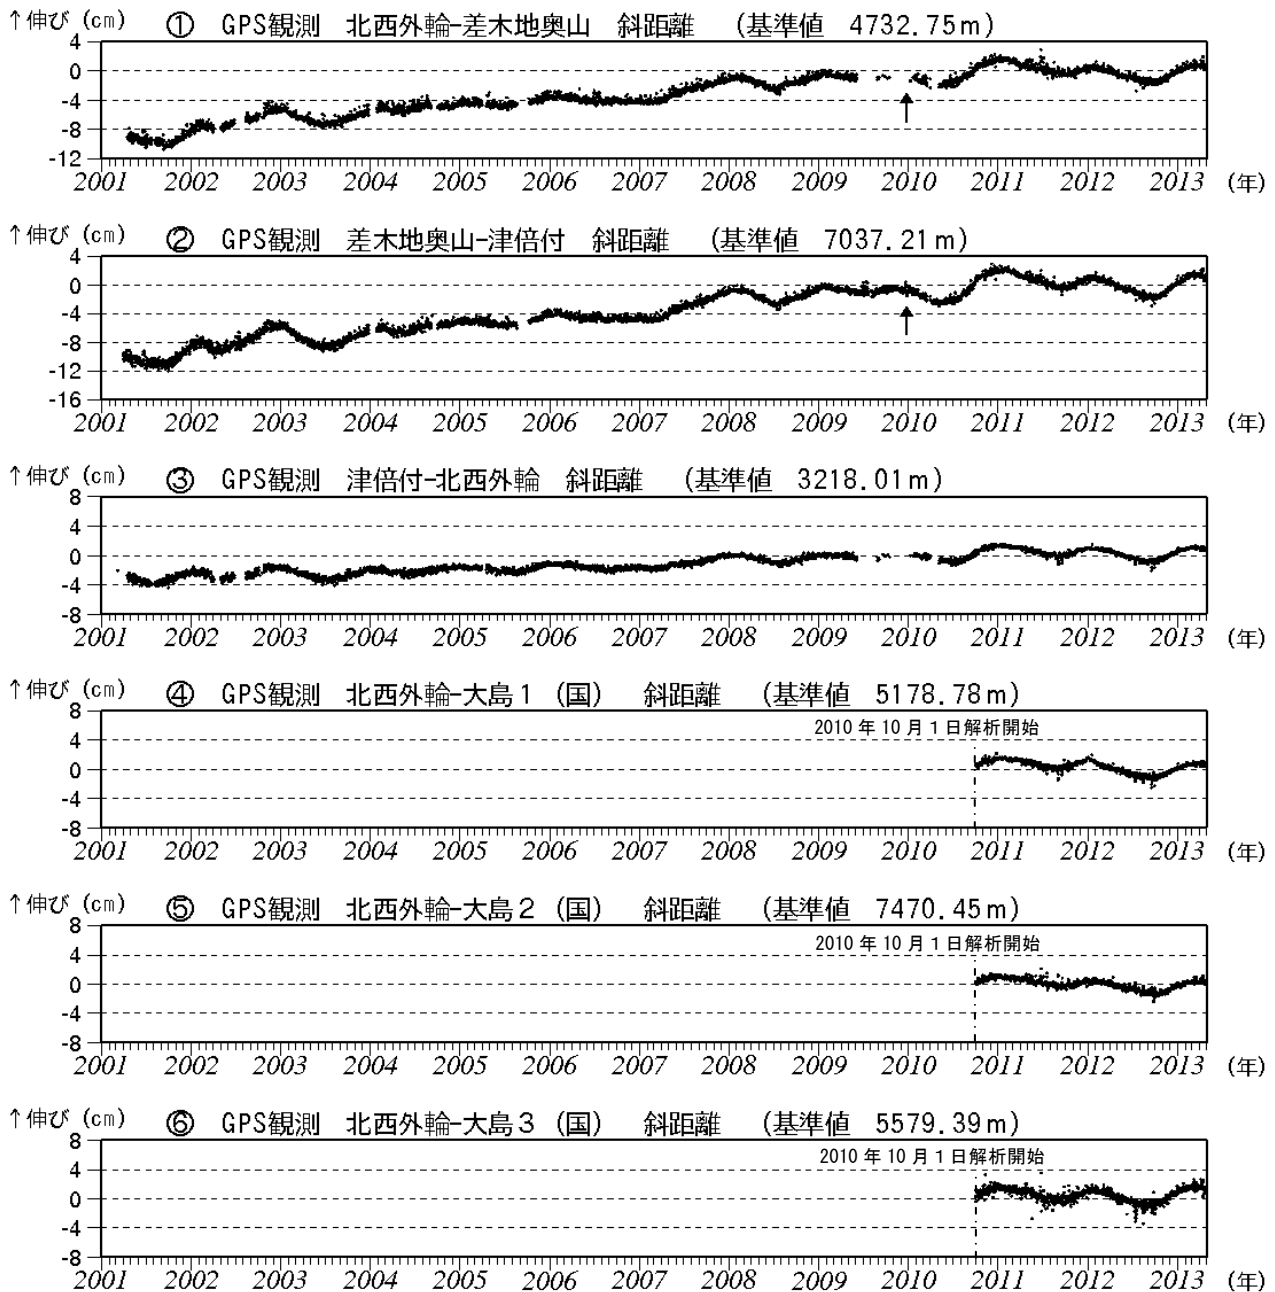 ↑伸び (cm) ① GPS観測 北西外輪-差木地奥山 斜距離 (基準値 4732.75m)
4
0
-4
-8
-12
2001 2002 2003 2004 2005 2006 2007 2008 2009 2010 2011 2012 2013 (年)
↑伸び (cm) ② GPS観測 差木地奥山-津倍付 斜距離 (基準値 7037.21m)
4
0
-4
-8
-12
-16
2001 2002 2003 2004 2005 2006 2007 2008 2009 2010 2011 2012 2013 (年)
↑伸び (cm) ③ GPS観測 津倍付-北西外輪 斜距離 (基準値 3218.01m)
8
4
0
-4
-8
2001 2002 2003 2004 2005 2006 2007 2008 2009 2010 2011 2012 2013 (年)
↑伸び (cm) ④ GPS観測 北西外輪-大島1 (国) 斜距離 (基準値 5178.78m)
8
2010年10月1日解析開始
4
0
-4
-8
2001 2002 2003 2004 2005 2006 2007 2008 2009 2010 2011 2012 2013 (年)
↑伸び (cm) ⑤ GPS観測 北西外輪-大島2 (国) 斜距離 (基準値 7470.45m)
8
2010年10月1日解析開始
4
0
-4
-8
2001 2002 2003 2004 2005 2006 2007 2008 2009 2010 2011 2012 2013 (年)
↑伸び (cm) ⑥ GPS観測 北西外輪-大島3 (国) 斜距離 (基準値 5579.39m)
8
2010年10月1日解析開始
4
0
-4
-8
2001 2002 2003 2004 2005 2006 2007 2008 2009 2010 2011 2012 2013 (年)